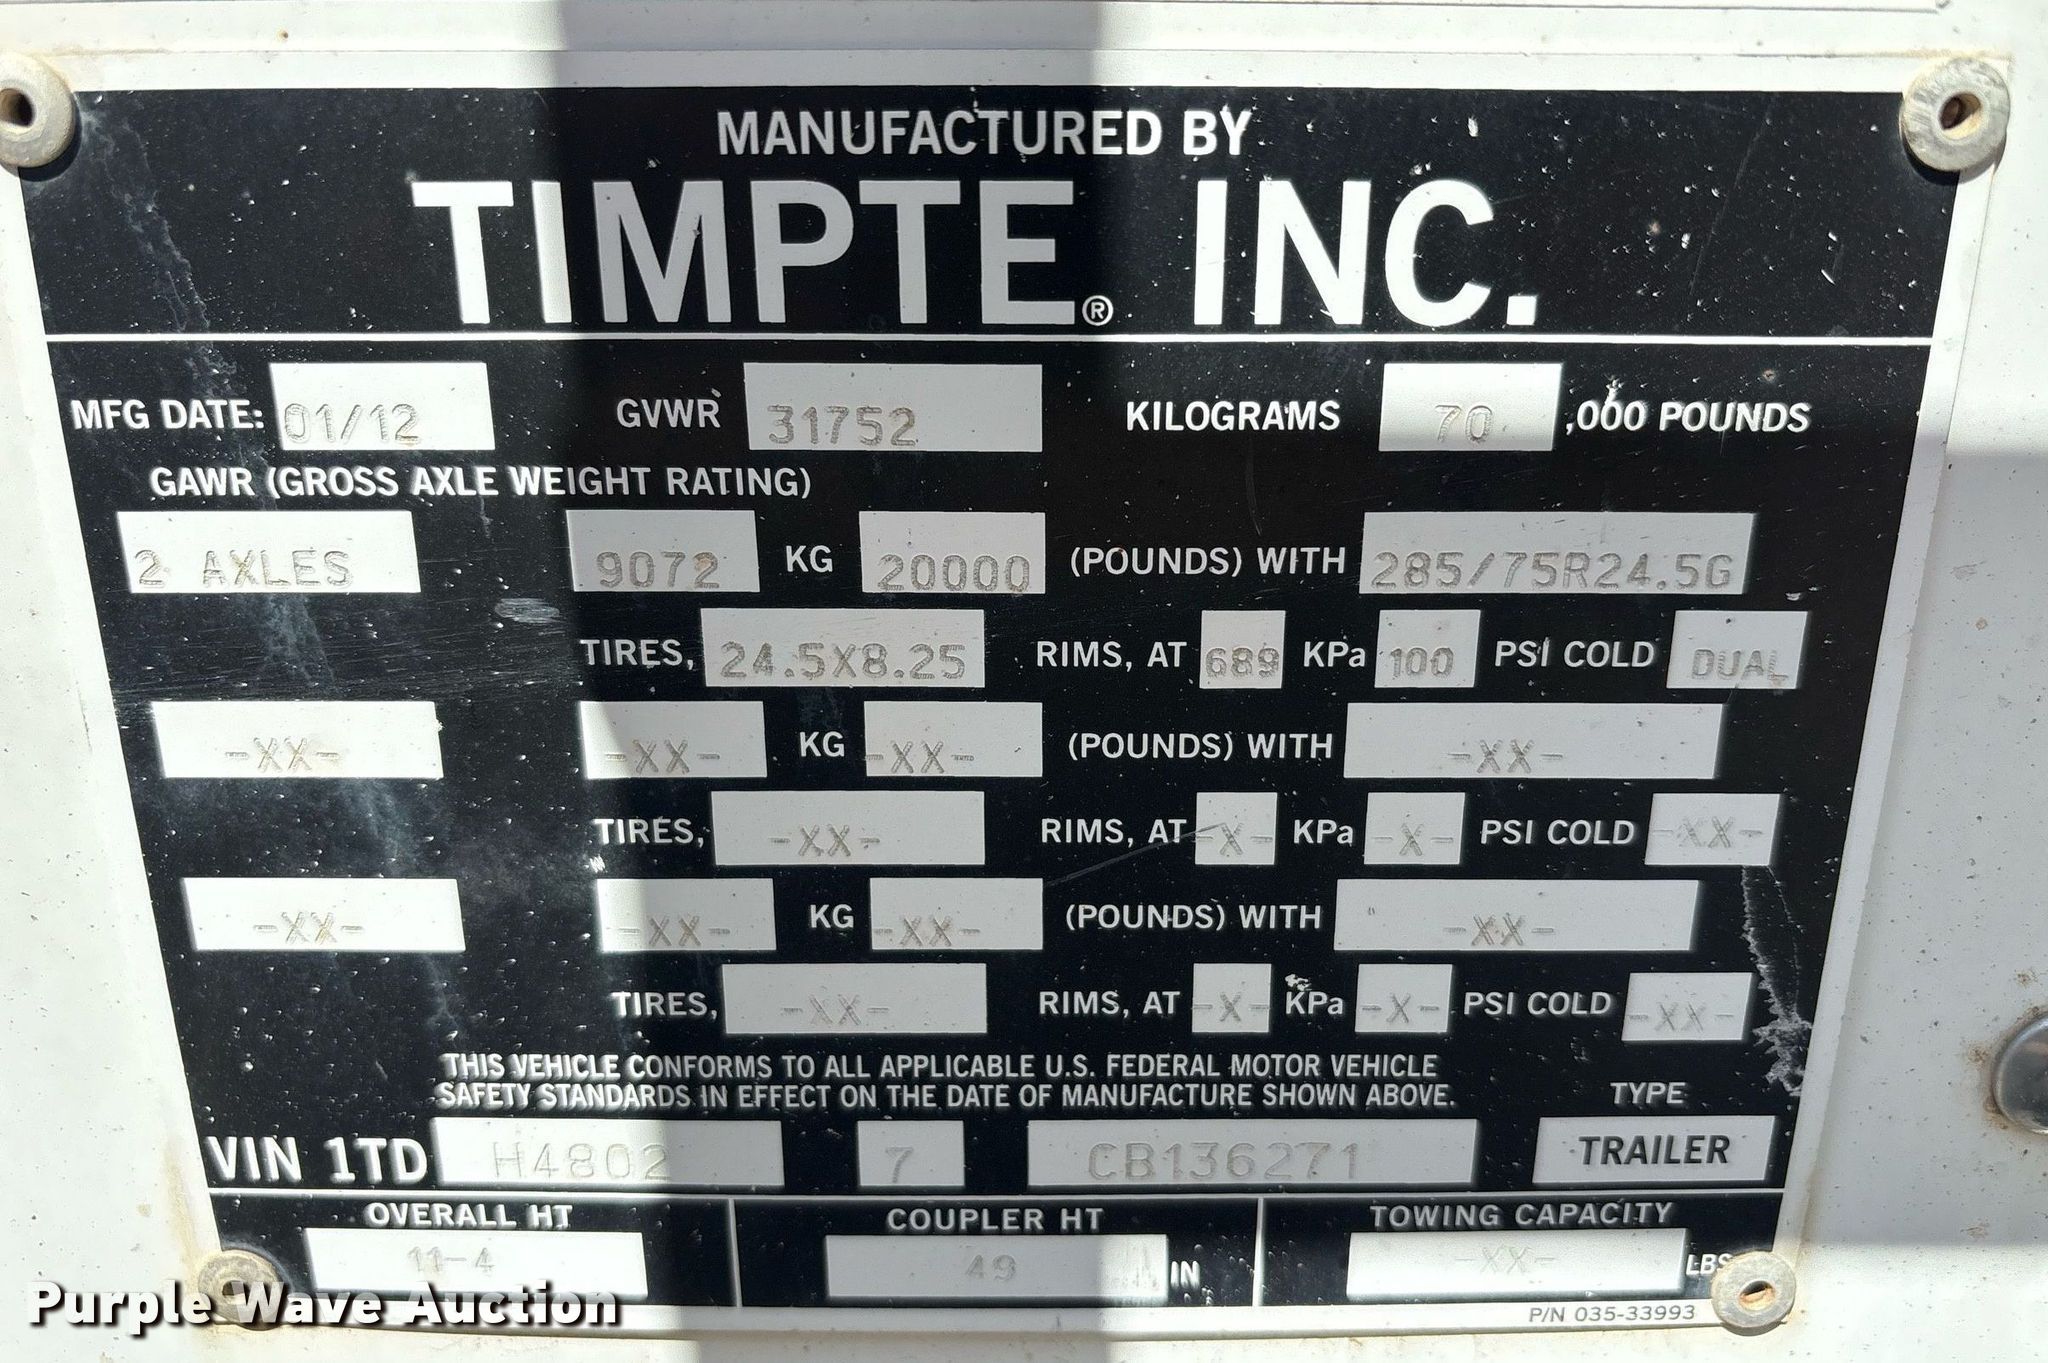 MANUFACTURED BY
TIMPTE® INC.
MFG DATE: 01/12 GVWR 31752 KILOGRAMS 70 ,000 POUNDS
GAWR (GROSS AXLE WEIGHT RATING)
2 AXLES 9072 KG 20000 (POUNDS) WITH 285/75R24.5G
TIRES, 24.5X8.25 RIMS, AT 689 KPa 100 PSI COLD DUAL
-XX- -XX- KG -XX- (POUNDS) WITH -XX-
TIRES, -XX- RIMS, AT -X- KPa -X- PSI COLD -XX-
-XX- -XX- KG -XX- (POUNDS) WITH -XX-
TIRES, -XX- RIMS, AT -X- KPa -X- PSI COLD -XX-
THIS VEHICLE CONFORMS TO ALL APPLICABLE U.S. FEDERAL MOTOR VEHICLE
SAFETY STANDARDS IN EFFECT ON THE DATE OF MANUFACTURE SHOWN ABOVE.
TYPE
VIN 1TD H4802 7 CB136271 TRAILER
OVERALL HT COUPLER HT TOWING CAPACITY
11-4 49 IN -XX- LBS
P/N 035-33993
Purple Wave Auction